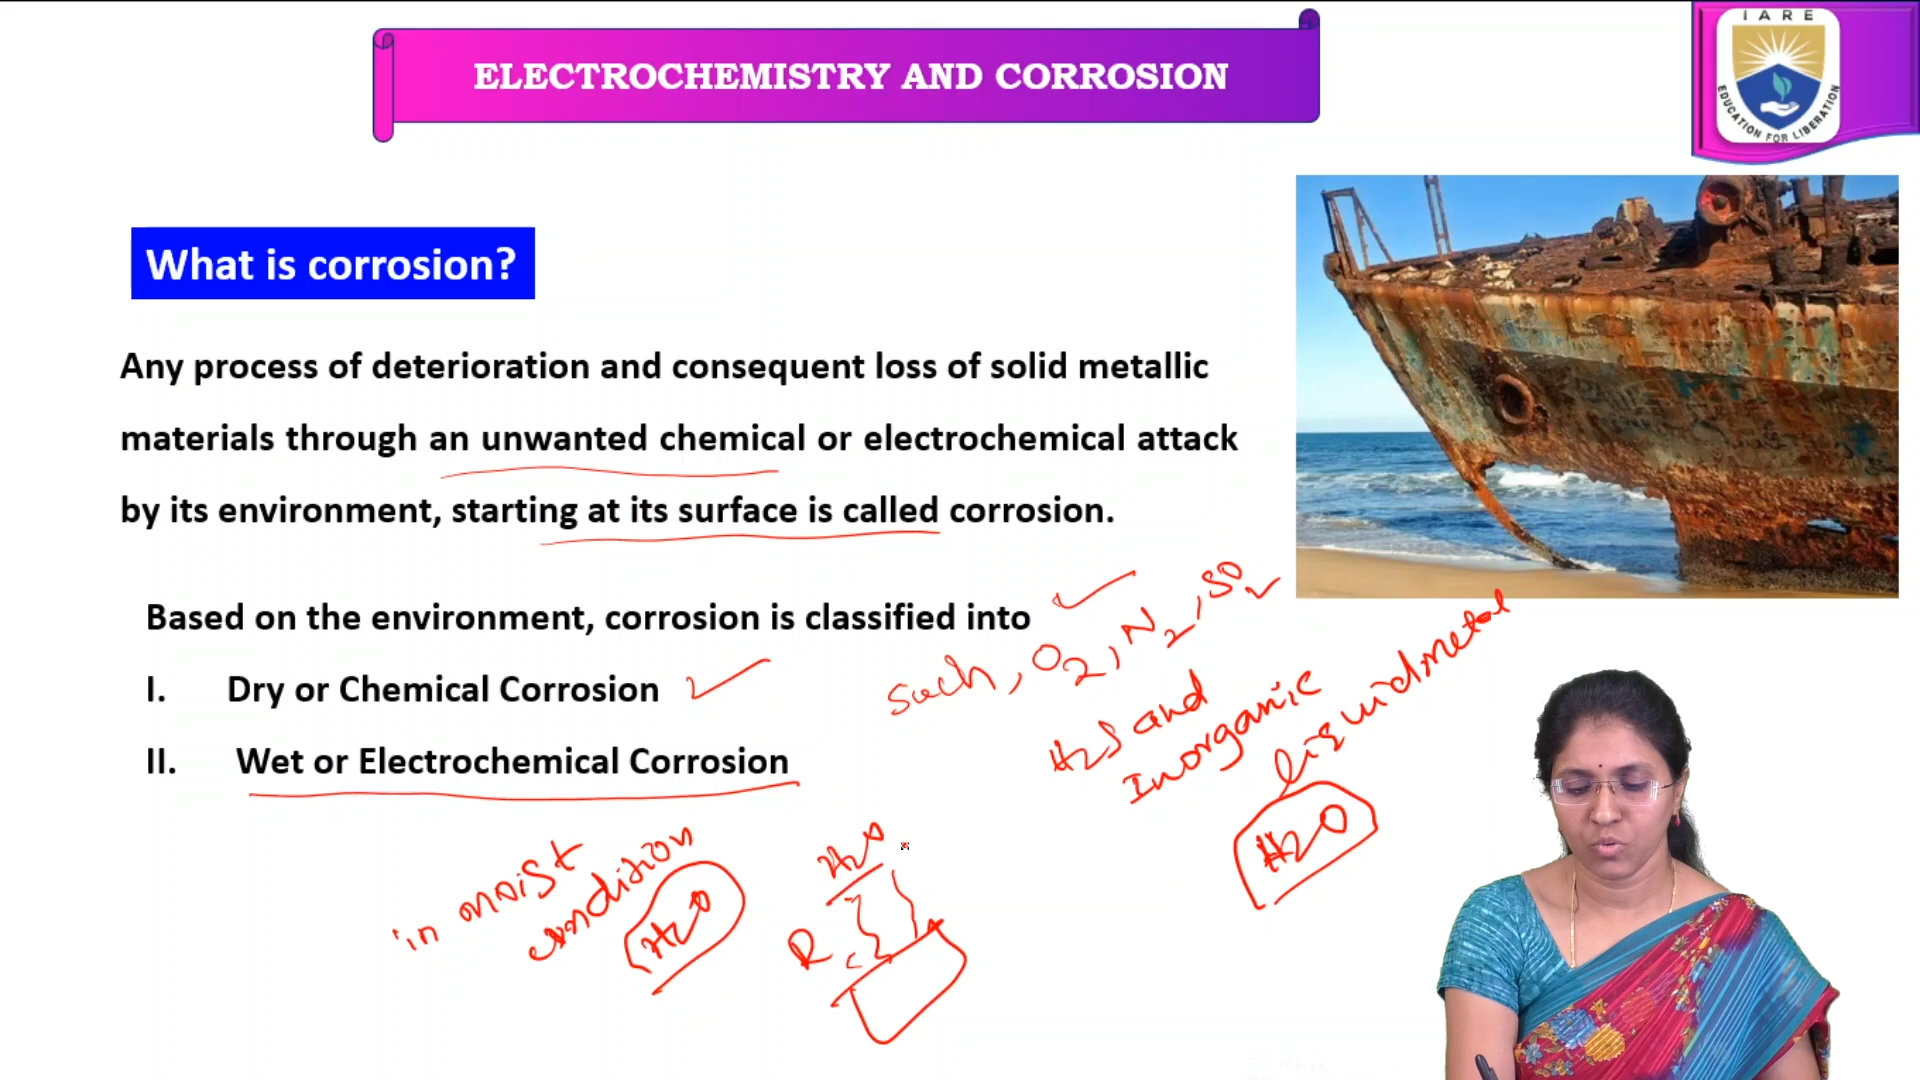 ELECTROCHEMISTRY AND CORROSION
IARE
EDUCATION FOR LIBERATION
What is corrosion?
Any process of deterioration and consequent loss of solid metallic
materials through an unwanted chemical or electrochemical attack
by its environment, starting at its surface is called corrosion.
Based on the environment, corrosion is classified into
I. Dry or Chemical Corrosion
II. Wet or Electrochemical Corrosion
such, O2, N2, SO2
H2S and
Inorganic
liquid metal
H2O
in moist
condition
H2O
H2O
R